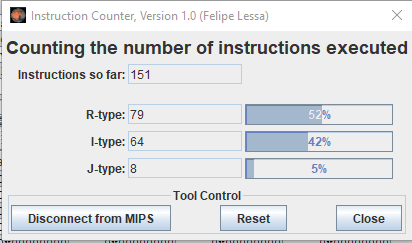 Instruction Counter, Version 1.0 (Felipe Lessa)
Counting the number of instructions executed
Instructions so far: 151
R-type: 79 52%
I-type: 64 42%
J-type: 8 5%
Tool Control
Disconnect from MIPS Reset Close